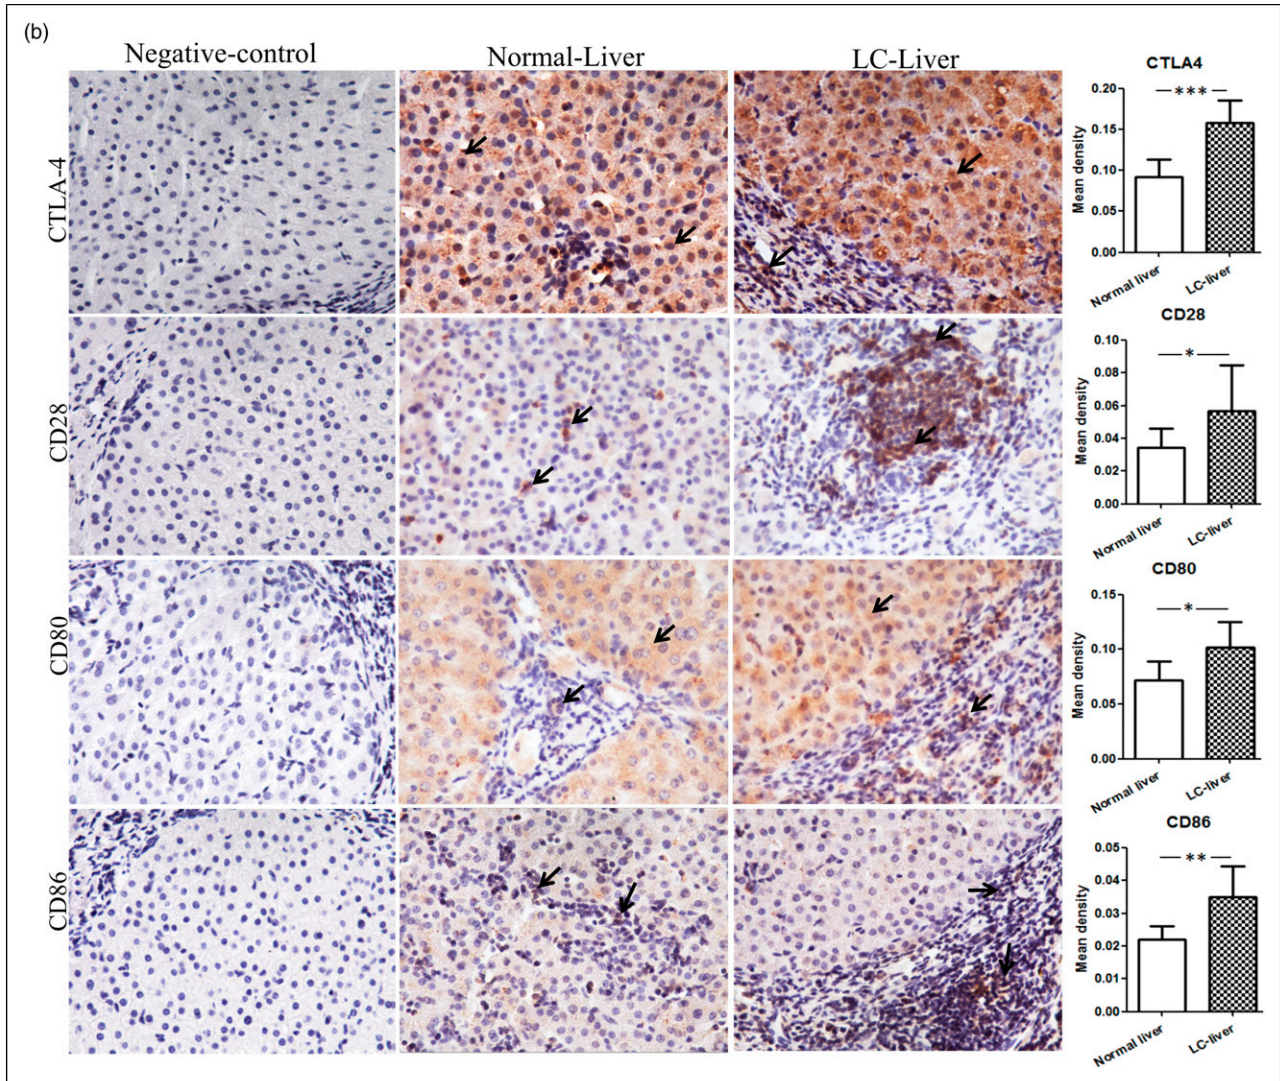 (b)
Negative-control
Normal-Liver
LC-Liver
CTLA-4
CD28
CD80
CD86
CTLA4
Mean density
0.20
0.15
0.10
0.05
0.00
***
Normal liver
LC-liver
CD28
Mean density
0.10
0.08
0.06
0.04
0.02
0.00
*
Normal liver
LC-liver
CD80
Mean density
0.15
0.10
0.05
0.00
*
Normal liver
LC-liver
CD86
Mean density
0.05
0.04
0.03
0.02
0.01
0.00
**
Normal liver
LC-liver